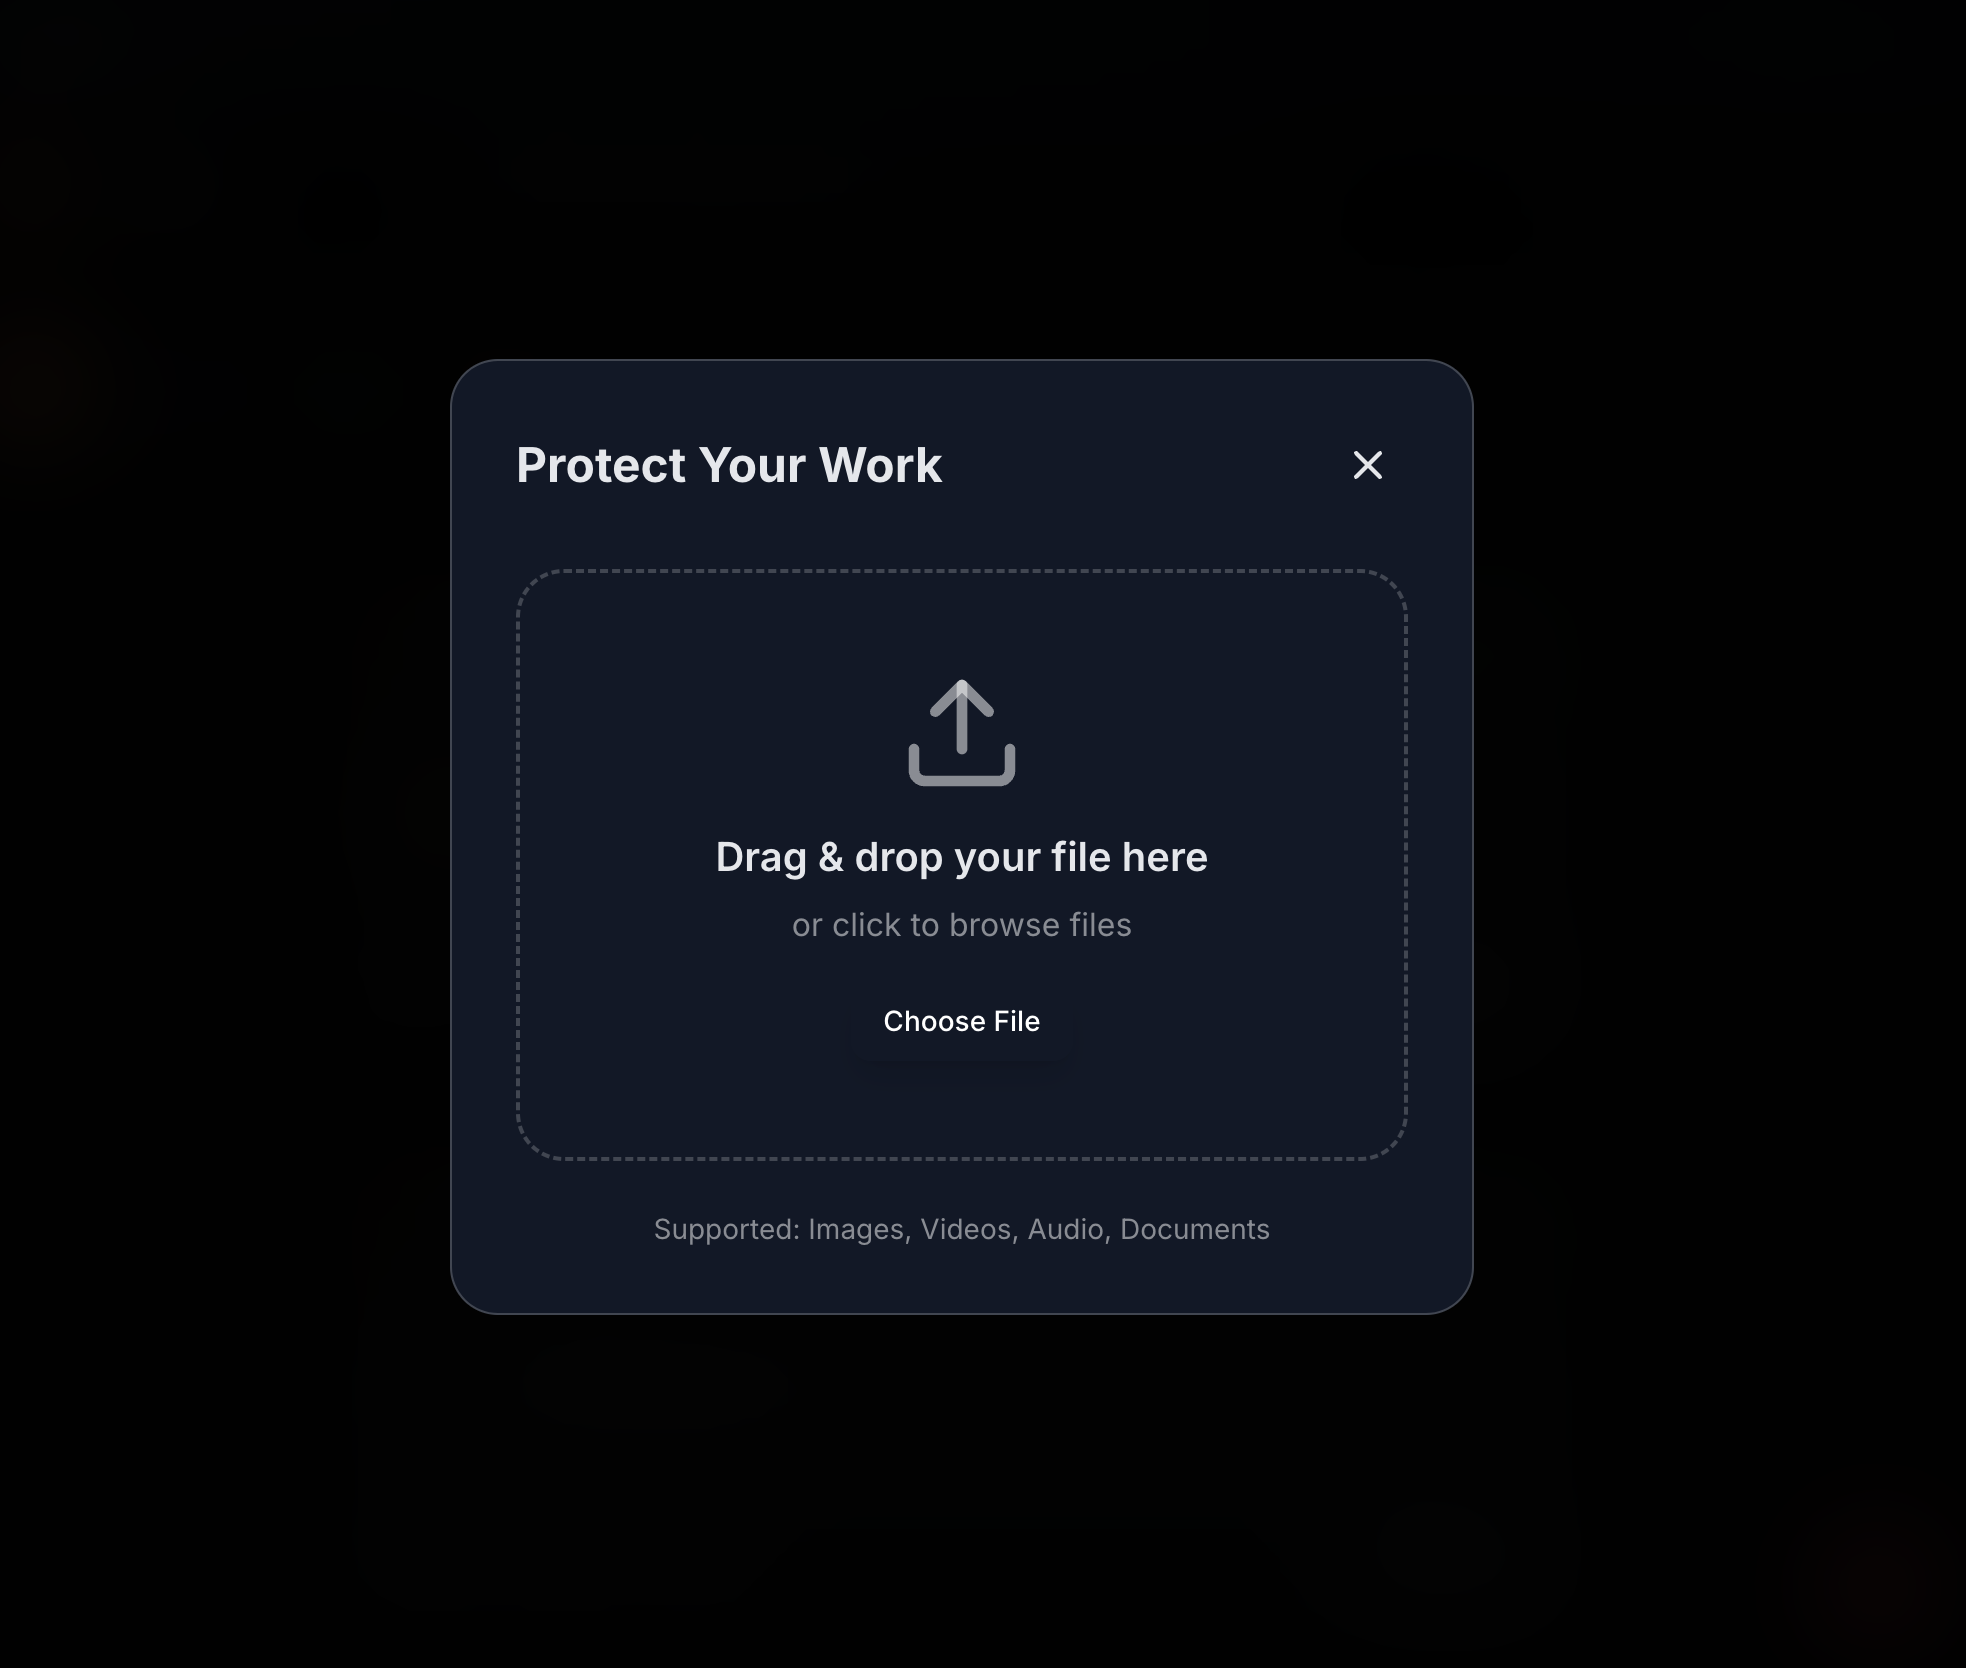 Protect Your Work
Drag & drop your file here
or click to browse files
Choose File
Supported: Images, Videos, Audio, Documents